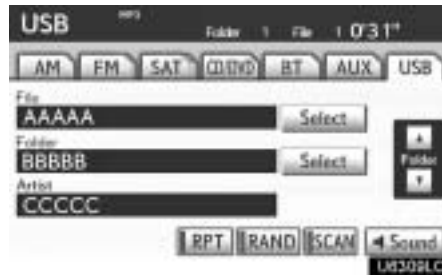 USB MP3 Folder 1 File 1 0'31"
AM FM SAT CD/DVD BT AUX USB
File
AAAAA Select
Folder
BBBBB Select
Folder
Artist
CCCCC
RPT RAND SCAN Sound
U6309LC